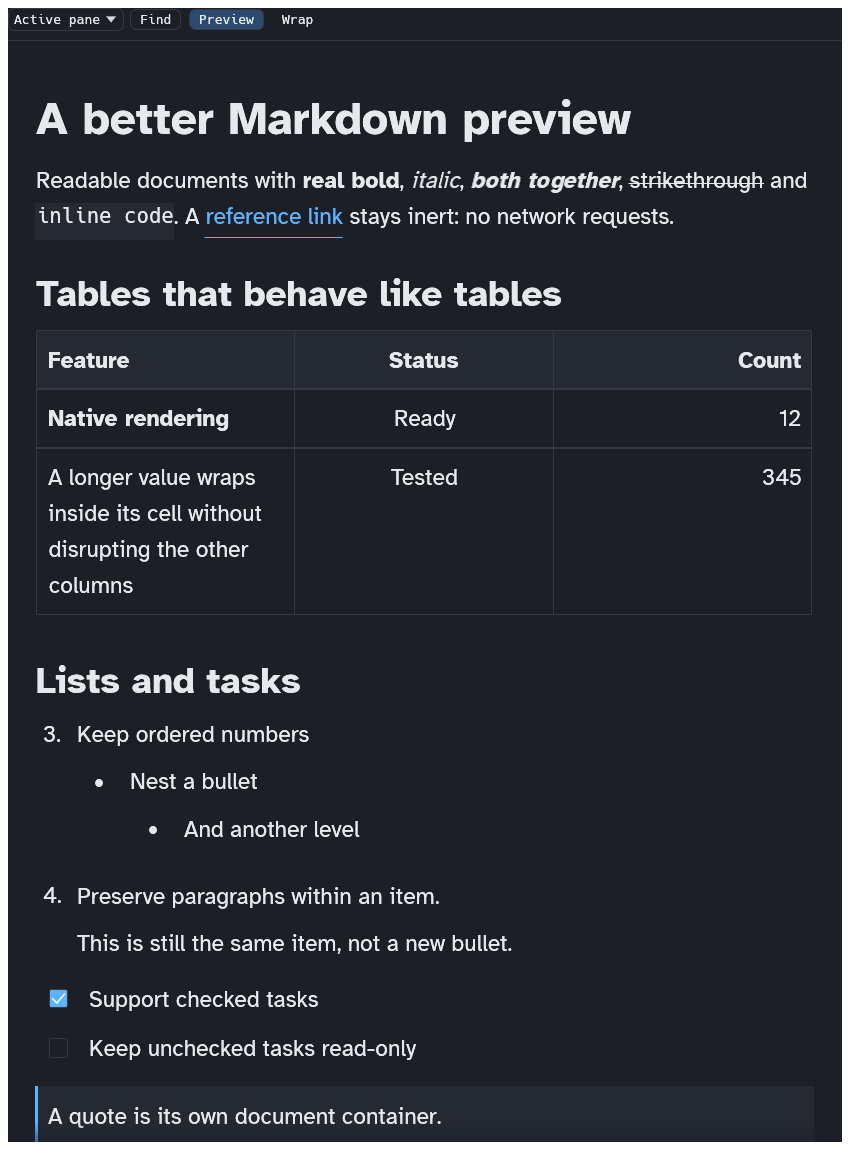 Active pane ▼ Find Preview Wrap
A better Markdown preview
Readable documents with real bold, italic, both together, strikethrough and
inline code. A reference link stays inert: no network requests.
Tables that behave like tables
Feature Status Count
Native rendering Ready 12
A longer value wraps Tested 345
inside its cell without
disrupting the other
columns
Lists and tasks
3. Keep ordered numbers
• Nest a bullet
• And another level
4. Preserve paragraphs within an item.
This is still the same item, not a new bullet.
Support checked tasks
Keep unchecked tasks read-only
A quote is its own document container.